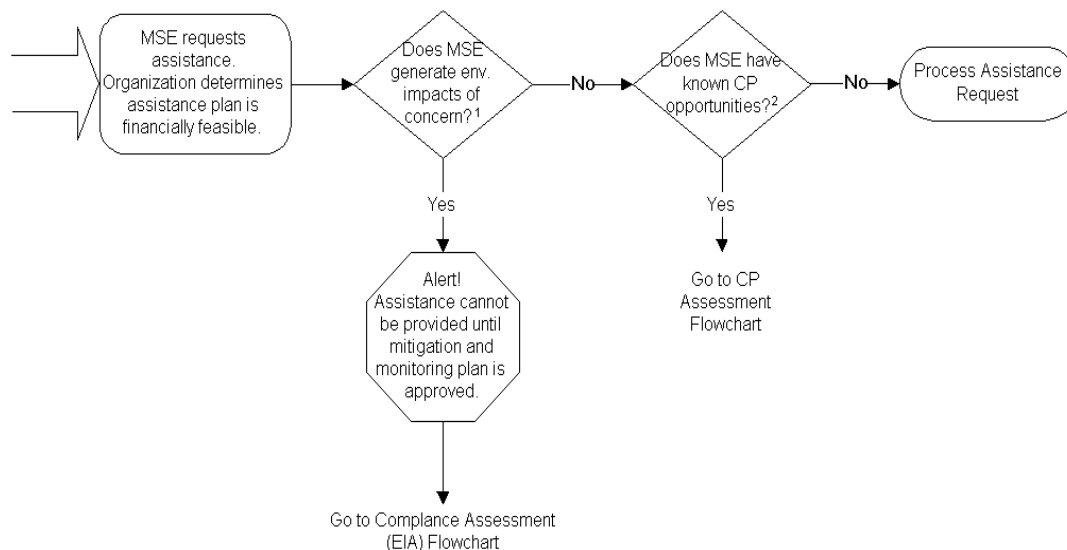 MSE requests
assistance.
Organization determines
assistance plan is
financially feasible.
Does MSE
generate env.
impacts of
concern?¹
No
Does MSE have
known CP
opportunities?²
No
Process Assistance
Request
Yes
Alert!
Assistance cannot
be provided until
mitigation and
monitoring plan is
approved.
Go to Complance Assessment
(EIA) Flowchart
Yes
Go to CP
Assessment
Flowchart